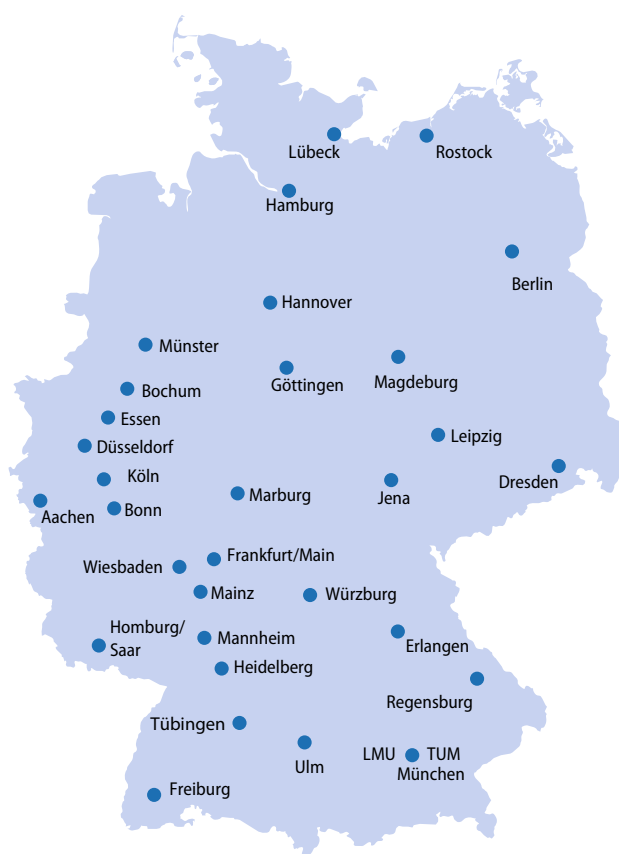 Lübeck
Rostock
Hamburg
Berlin
Hannover
Münster
Göttingen
Magdeburg
Bochum
Essen
Leipzig
Düsseldorf
Köln
Dresden
Marburg
Jena
Aachen
Bonn
Frankfurt/Main
Wiesbaden
Mainz
Würzburg
Homburg/
Saar
Mannheim
Erlangen
Heidelberg
Regensburg
Tübingen
Ulm
LMU TUM
München
Freiburg